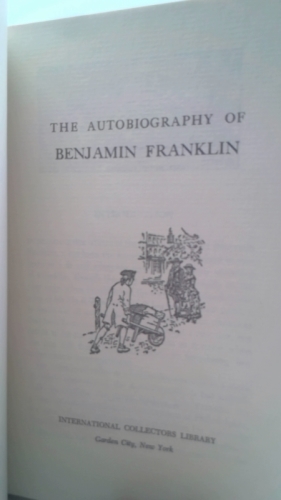 THE AUTOBIOGRAPHY OF
BENJAMIN FRANKLIN
INTERNATIONAL COLLECTORS LIBRARY
Garden City, New York